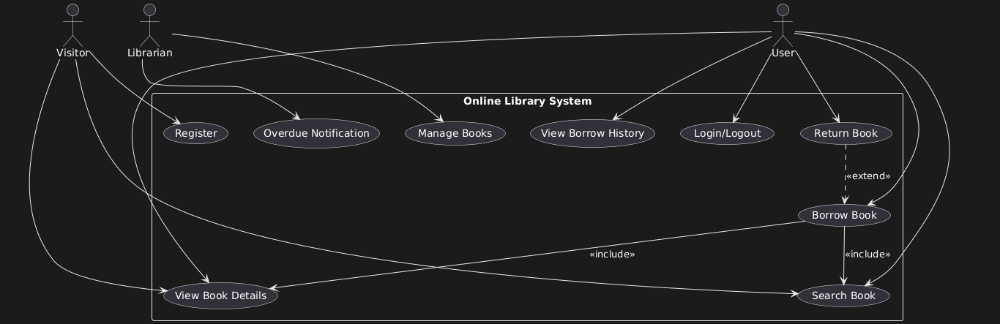 Visitor
Librarian
User
Online Library System
Register
Overdue Notification
Manage Books
View Borrow History
Login/Logout
Return Book
«extend»
Borrow Book
«include»
«include»
View Book Details
Search Book